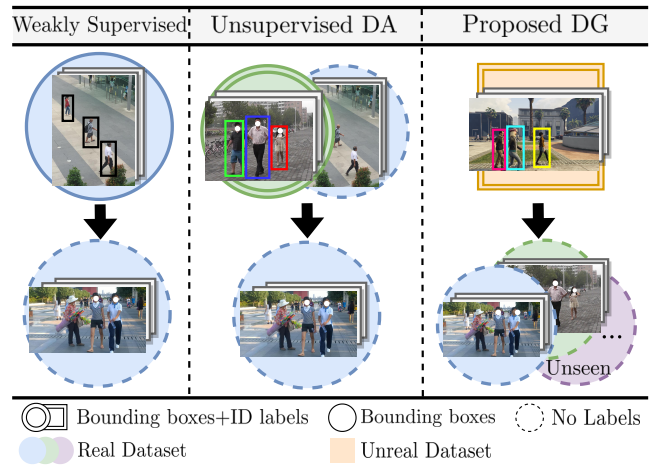 Weakly Supervised
Unsupervised DA
Proposed DG
...
Unseen
Bounding boxes+ID labels
Bounding boxes
No Labels
Real Dataset
Unreal Dataset